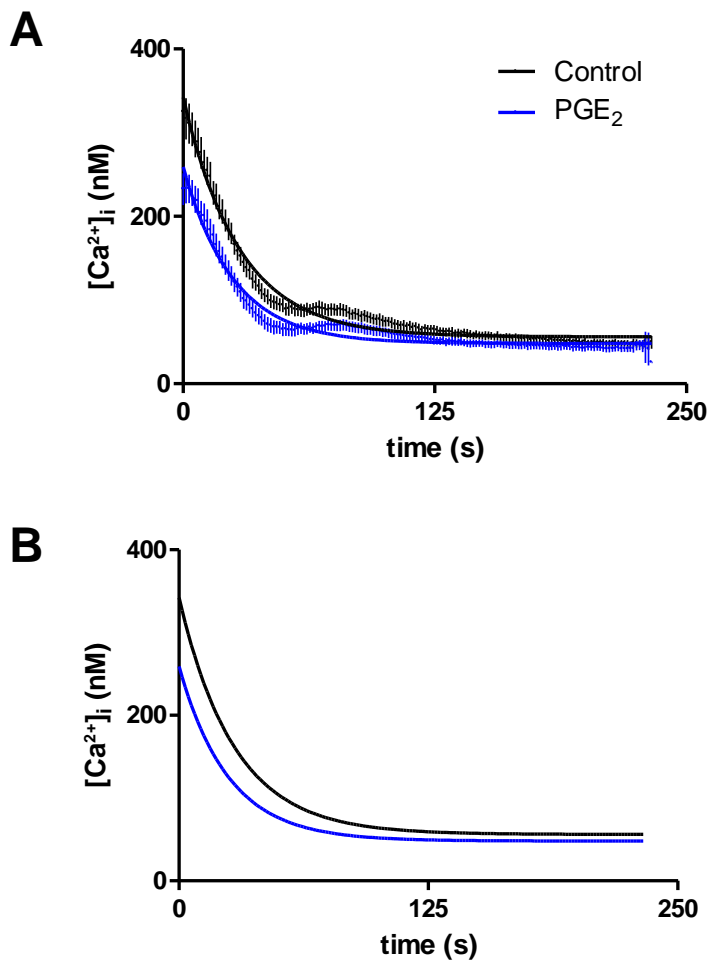 A
400
200
0
[Ca²⁺]ᵢ (nM)
Control
PGE₂
0 125 250
time (s)
B
400
200
0
[Ca²⁺]ᵢ (nM)
0 125 250
time (s)